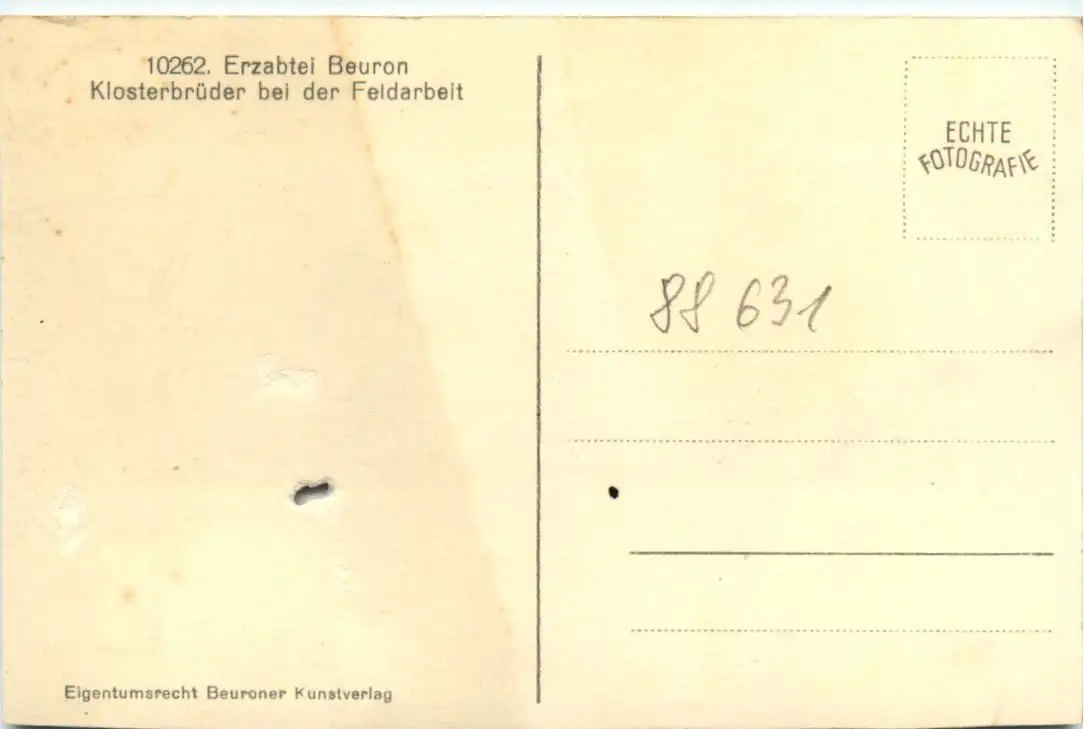 10262. Erzabtei Beuron
Klosterbrüder bei der Feldarbeit
ECHTE
FOTOGRAFIE
88 631
Eigentumsrecht Beuroner Kunstverlag